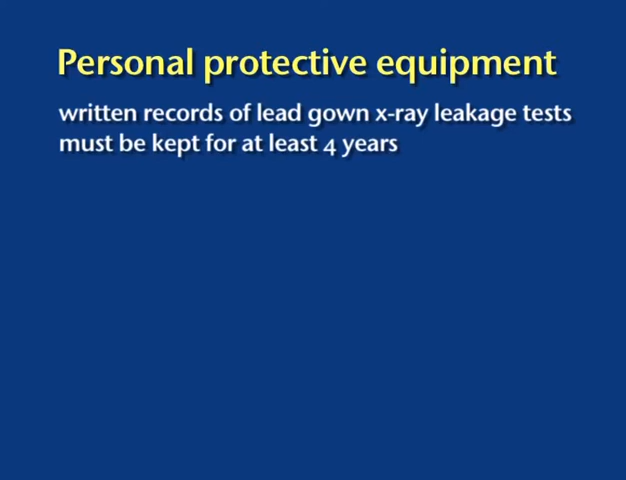 Personal protective equipment
written records of lead gown x-ray leakage tests
must be kept for at least 4 years